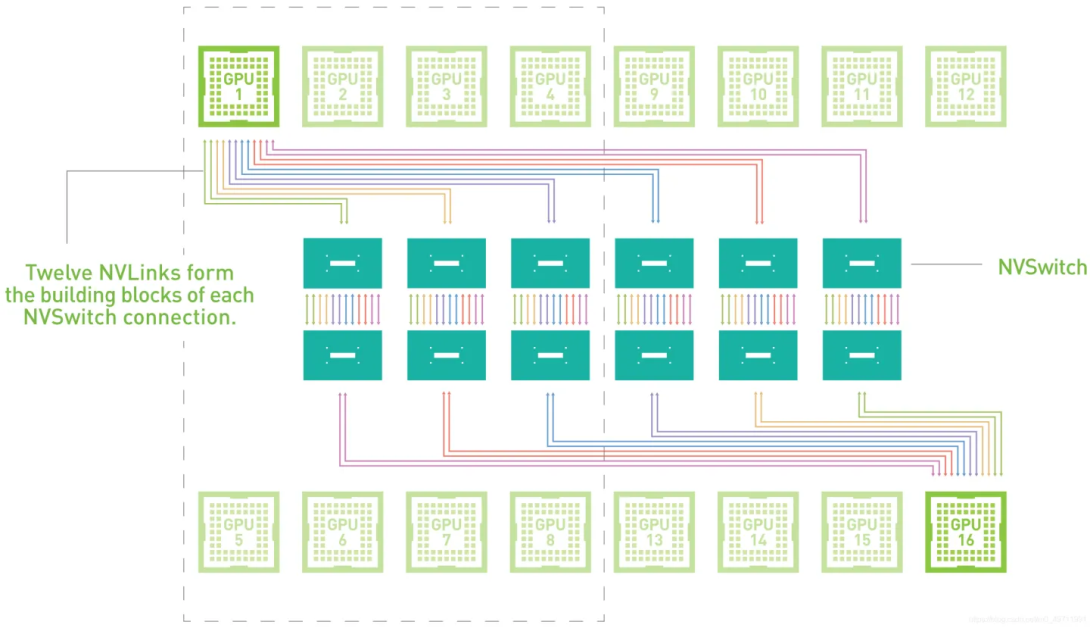 GPU
1
GPU
2
GPU
3
GPU
4
GPU
9
GPU
10
GPU
11
GPU
12
Twelve NVLinks form
the building blocks of each
NVSwitch connection.
NVSwitch
GPU
5
GPU
6
GPU
7
GPU
8
GPU
13
GPU
14
GPU
15
GPU
16